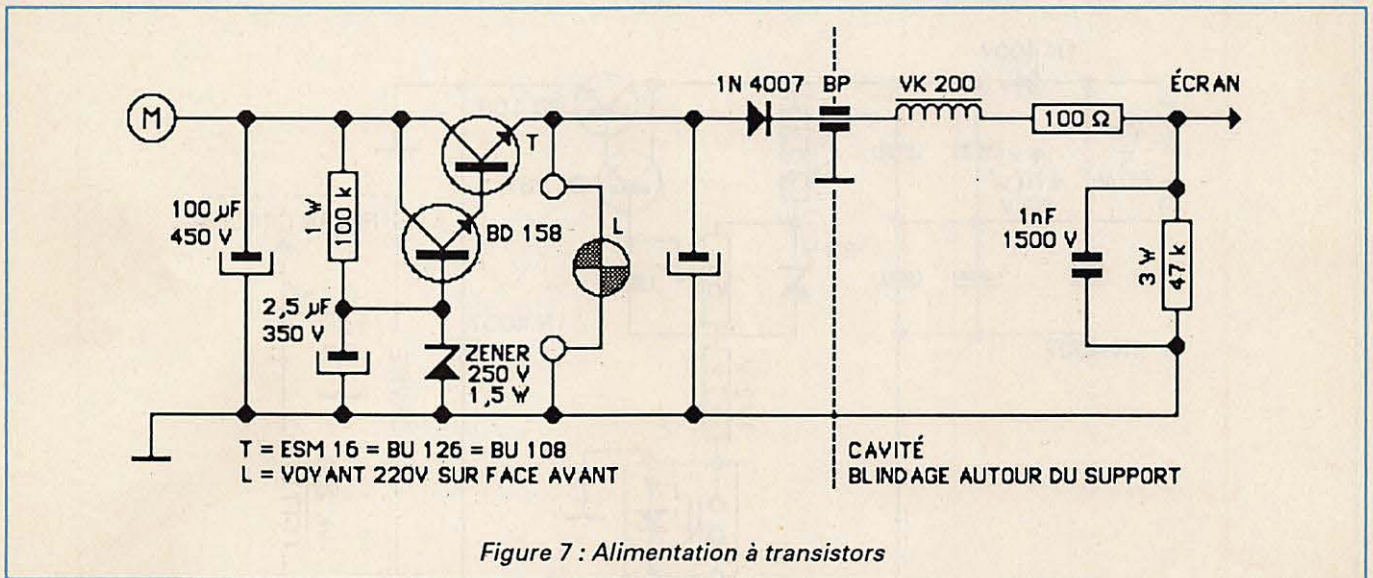 1N 4007 BP VK 200 ÉCRAN
M
T
100 Ω
100 µF
450 V
1 W
100 k
BD 158
L
1nF
1500 V
3 W
47 k
2,5 µF
350 V
ZENER
250 V
1,5 W
T = ESM 16 = BU 126 = BU 108
L = VOYANT 220V SUR FACE AVANT
CAVITÉ
BLINDAGE AUTOUR DU SUPPORT
Figure 7 : Alimentation à transistors